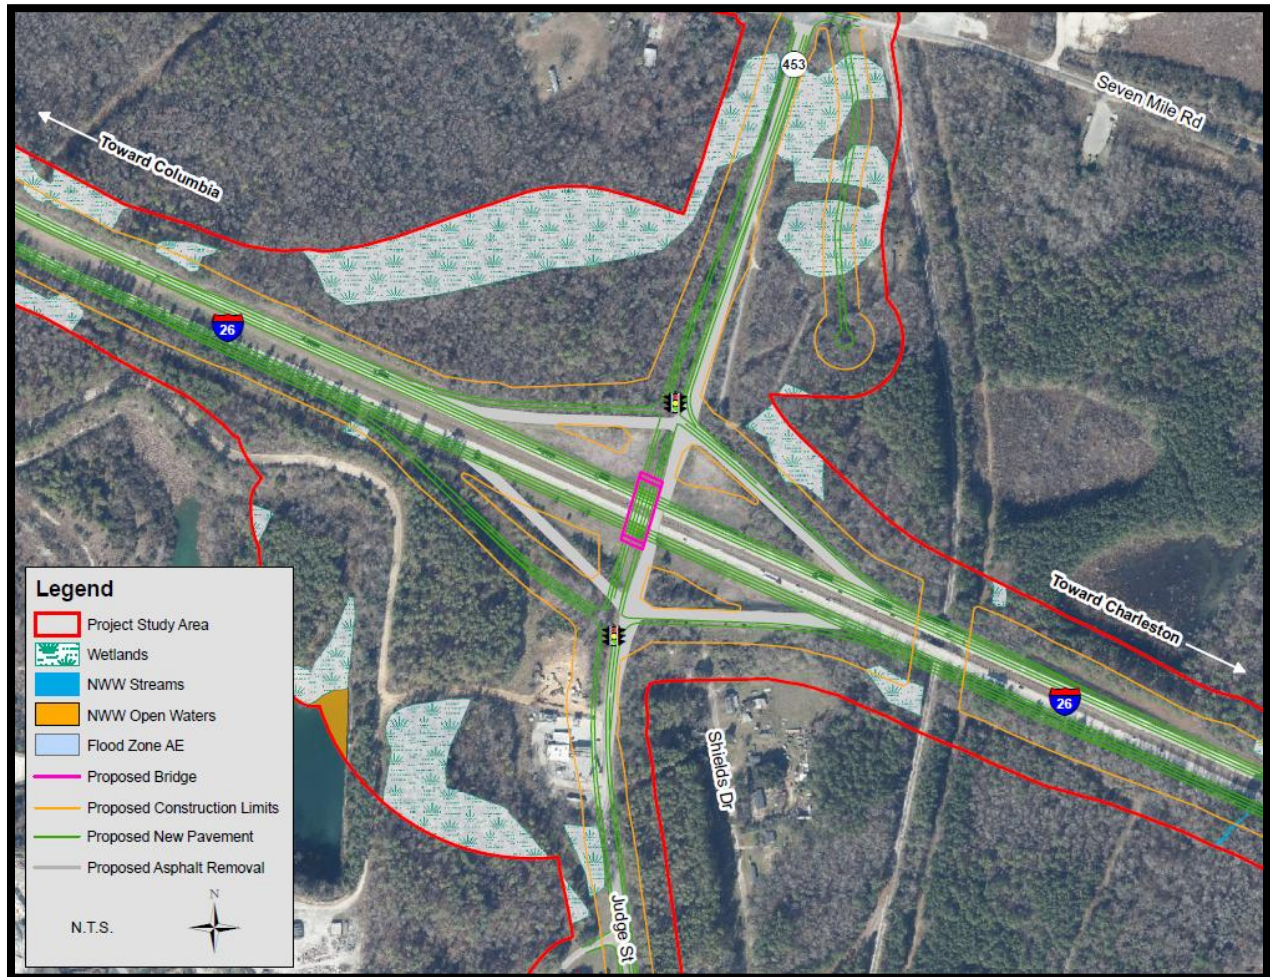 453
Seven Mile Rd
Toward Columbia
26
Toward Charleston
26
Shields Dr
Judge St
Legend
Project Study Area
Wetlands
NWW Streams
NWW Open Waters
Flood Zone AE
Proposed Bridge
Proposed Construction Limits
Proposed New Pavement
Proposed Asphalt Removal
N
N.T.S.